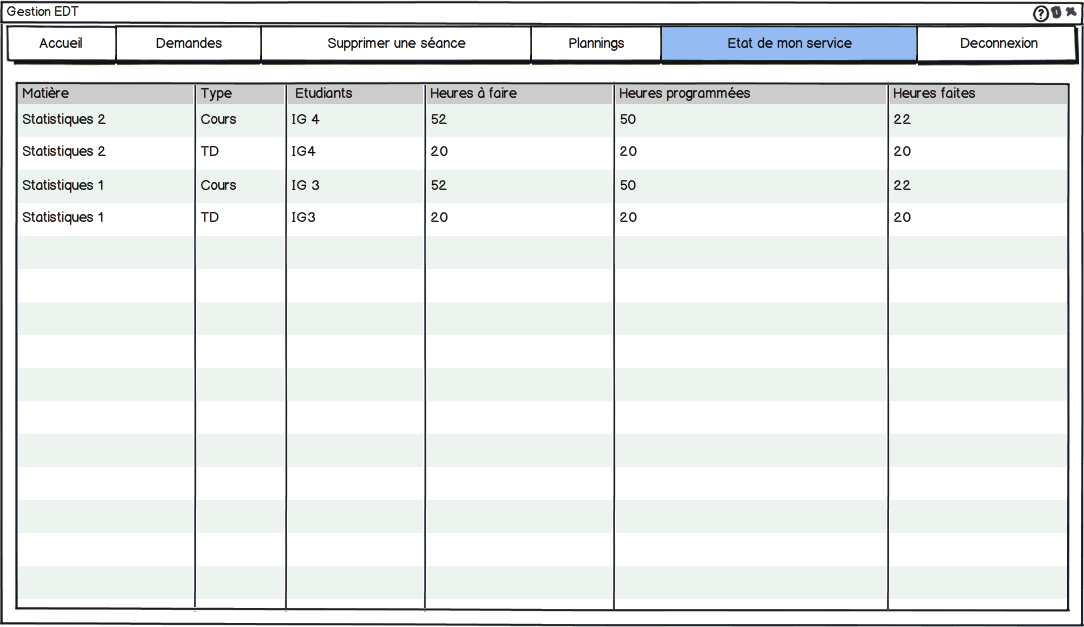 Gestion EDT
Accueil Demandes Supprimer une séance Plannings Etat de mon service Deconnexion
Matière Type Etudiants Heures à faire Heures programmées Heures faites
Statistiques 2 Cours IG 4 52 50 22
Statistiques 2 TD IG4 20 20 20
Statistiques 1 Cours IG 3 52 50 22
Statistiques 1 TD IG3 20 20 20